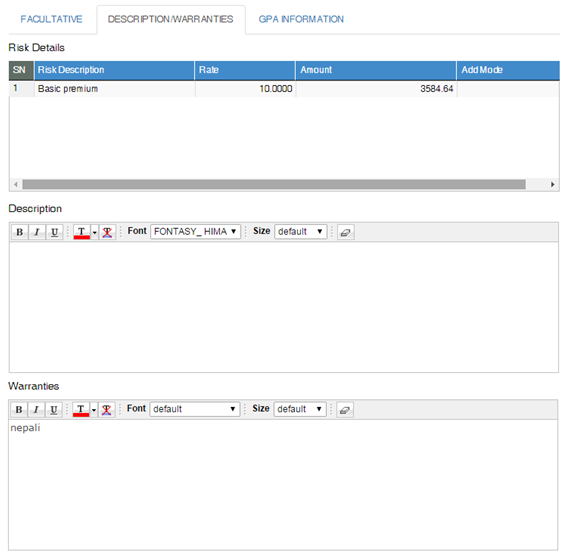 FACULTATIVE DESCRIPTION/WARRANTIES GPA INFORMATION
Risk Details
SN Risk Description Rate Amount Add Mode
1 Basic premium 10.0000 3584.64
Description
B I U T T Font FONTASY_ HIMA Size default
Warranties
B I U T T Font default Size default
nepali